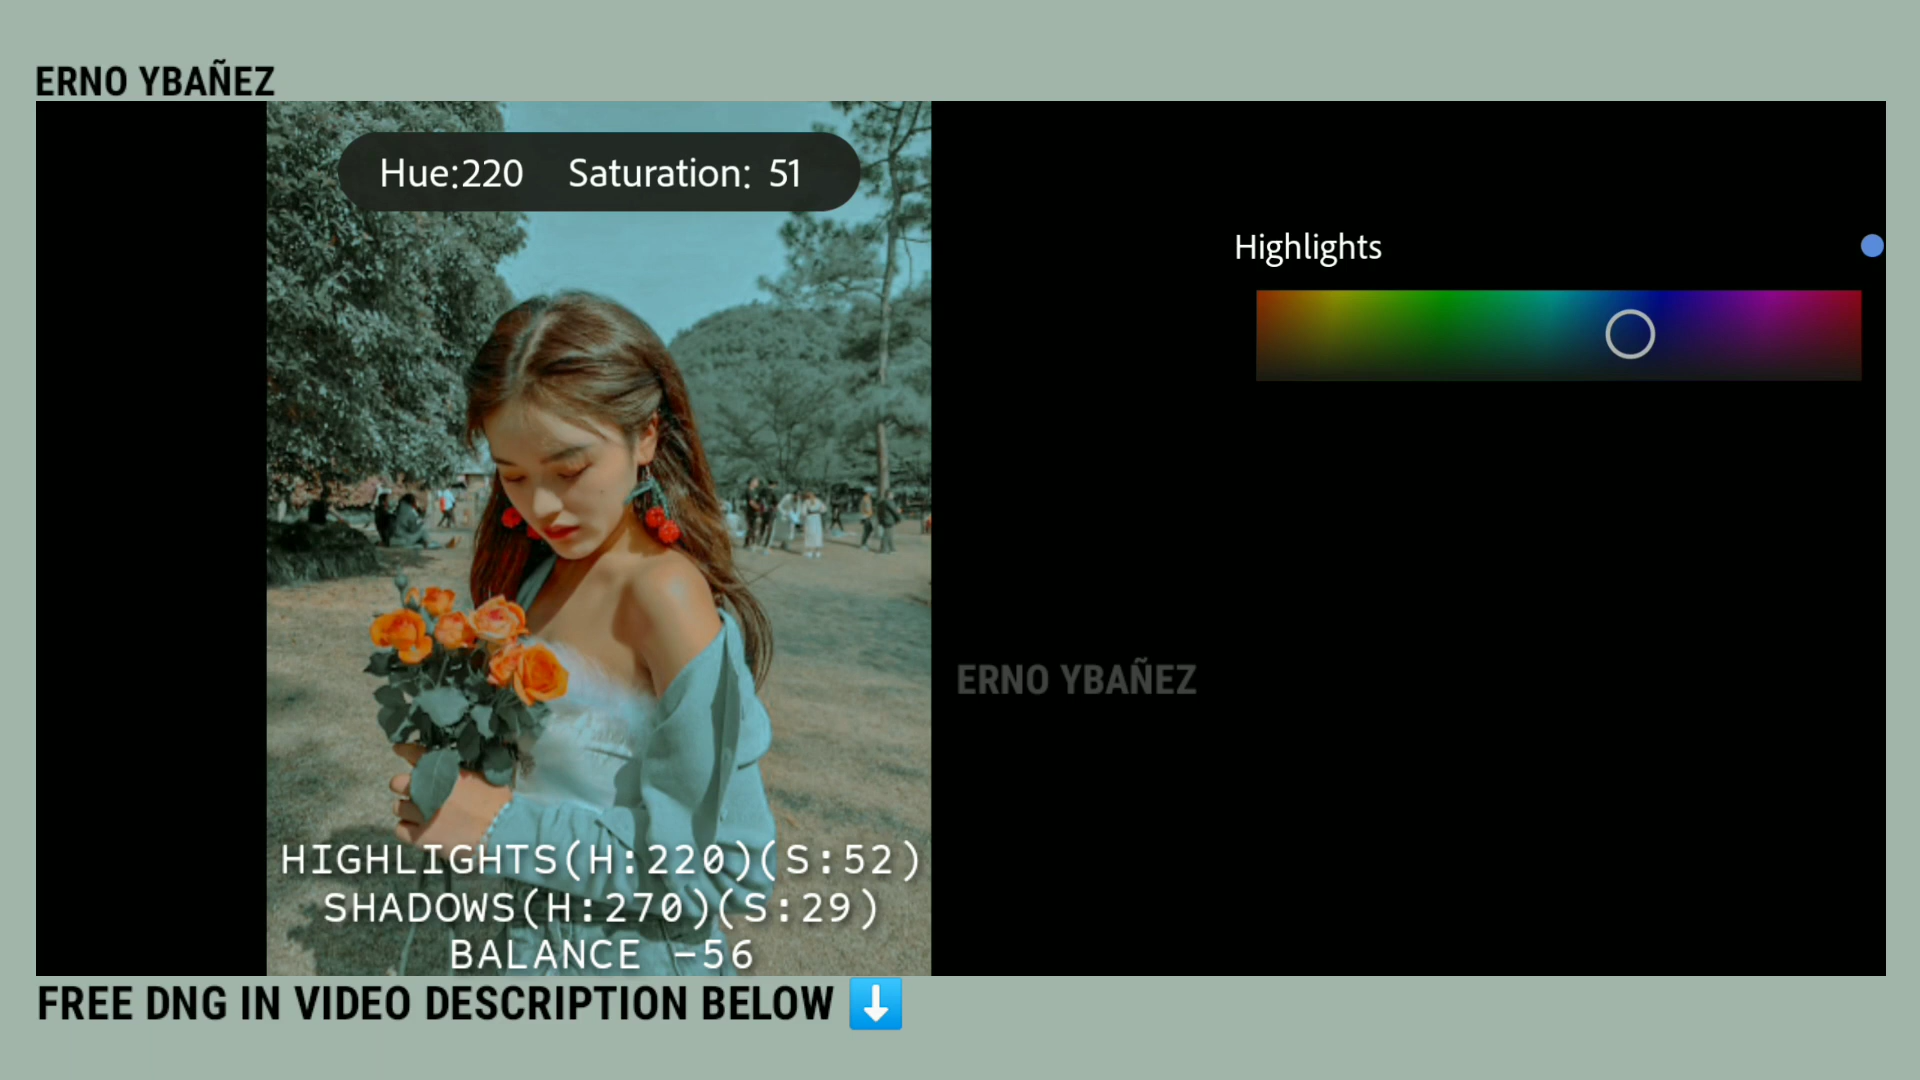 ERNO YBAÑEZ
Hue:220 Saturation: 51
Highlights
ERNO YBAÑEZ
HIGHLIGHTS(H:220)(S:52)
SHADOWS(H:270)(S:29)
BALANCE -56
FREE DNG IN VIDEO DESCRIPTION BELOW ⬇️